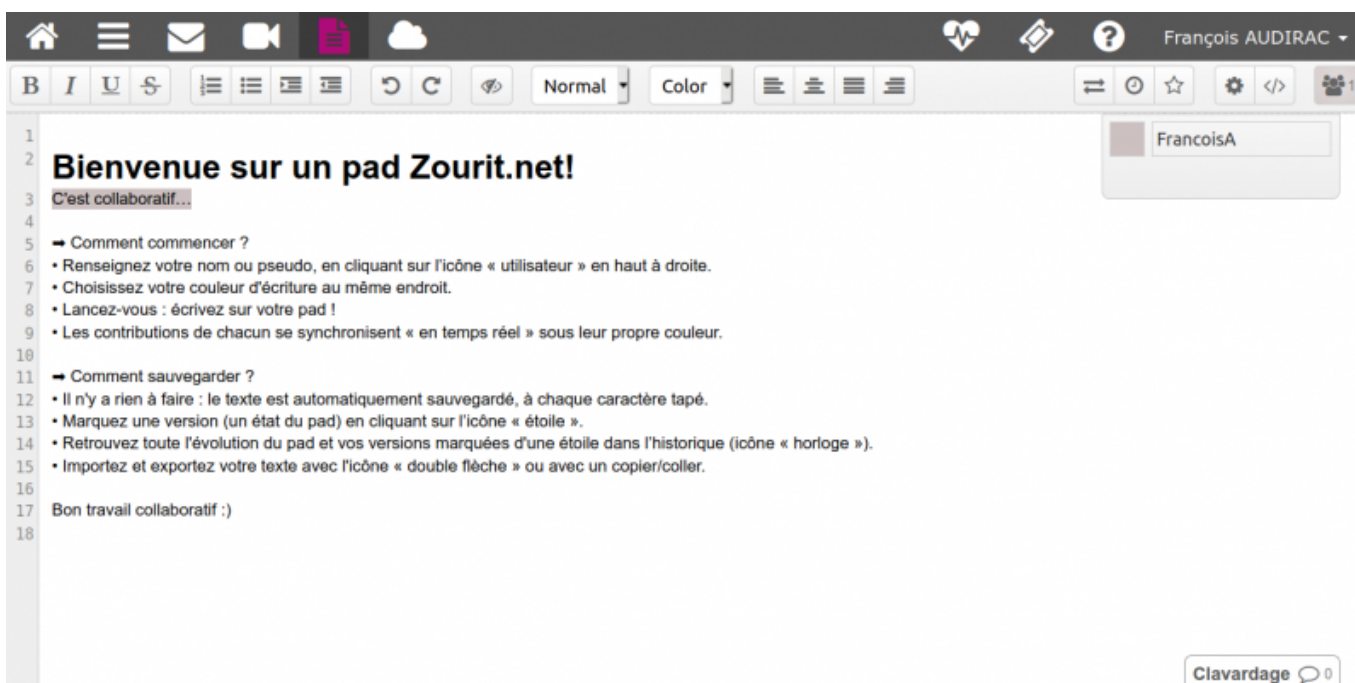 François AUDIRAC
B I U S Normal Color 1
FrancoisA
1
2 Bienvenue sur un pad Zourit.net!
3 C'est collaboratif...
4
5 ➡ Comment commencer ?
6 • Renseignez votre nom ou pseudo, en cliquant sur l'icône « utilisateur » en haut à droite.
7 • Choisissez votre couleur d'écriture au même endroit.
8 • Lancez-vous : écrivez sur votre pad !
9 • Les contributions de chacun se synchronisent « en temps réel » sous leur propre couleur.
10
11 ➡ Comment sauvegarder ?
12 • Il n'y a rien à faire : le texte est automatiquement sauvegardé, à chaque caractère tapé.
13 • Marquez une version (un état du pad) en cliquant sur l'icône « étoile ».
14 • Retrouvez toute l'évolution du pad et vos versions marquées d'une étoile dans l'historique (icône « horloge »).
15 • Importez et exportez votre texte avec l'icône « double flèche » ou avec un copier/coller.
16
17 Bon travail collaboratif :)
18
Clavardage 0